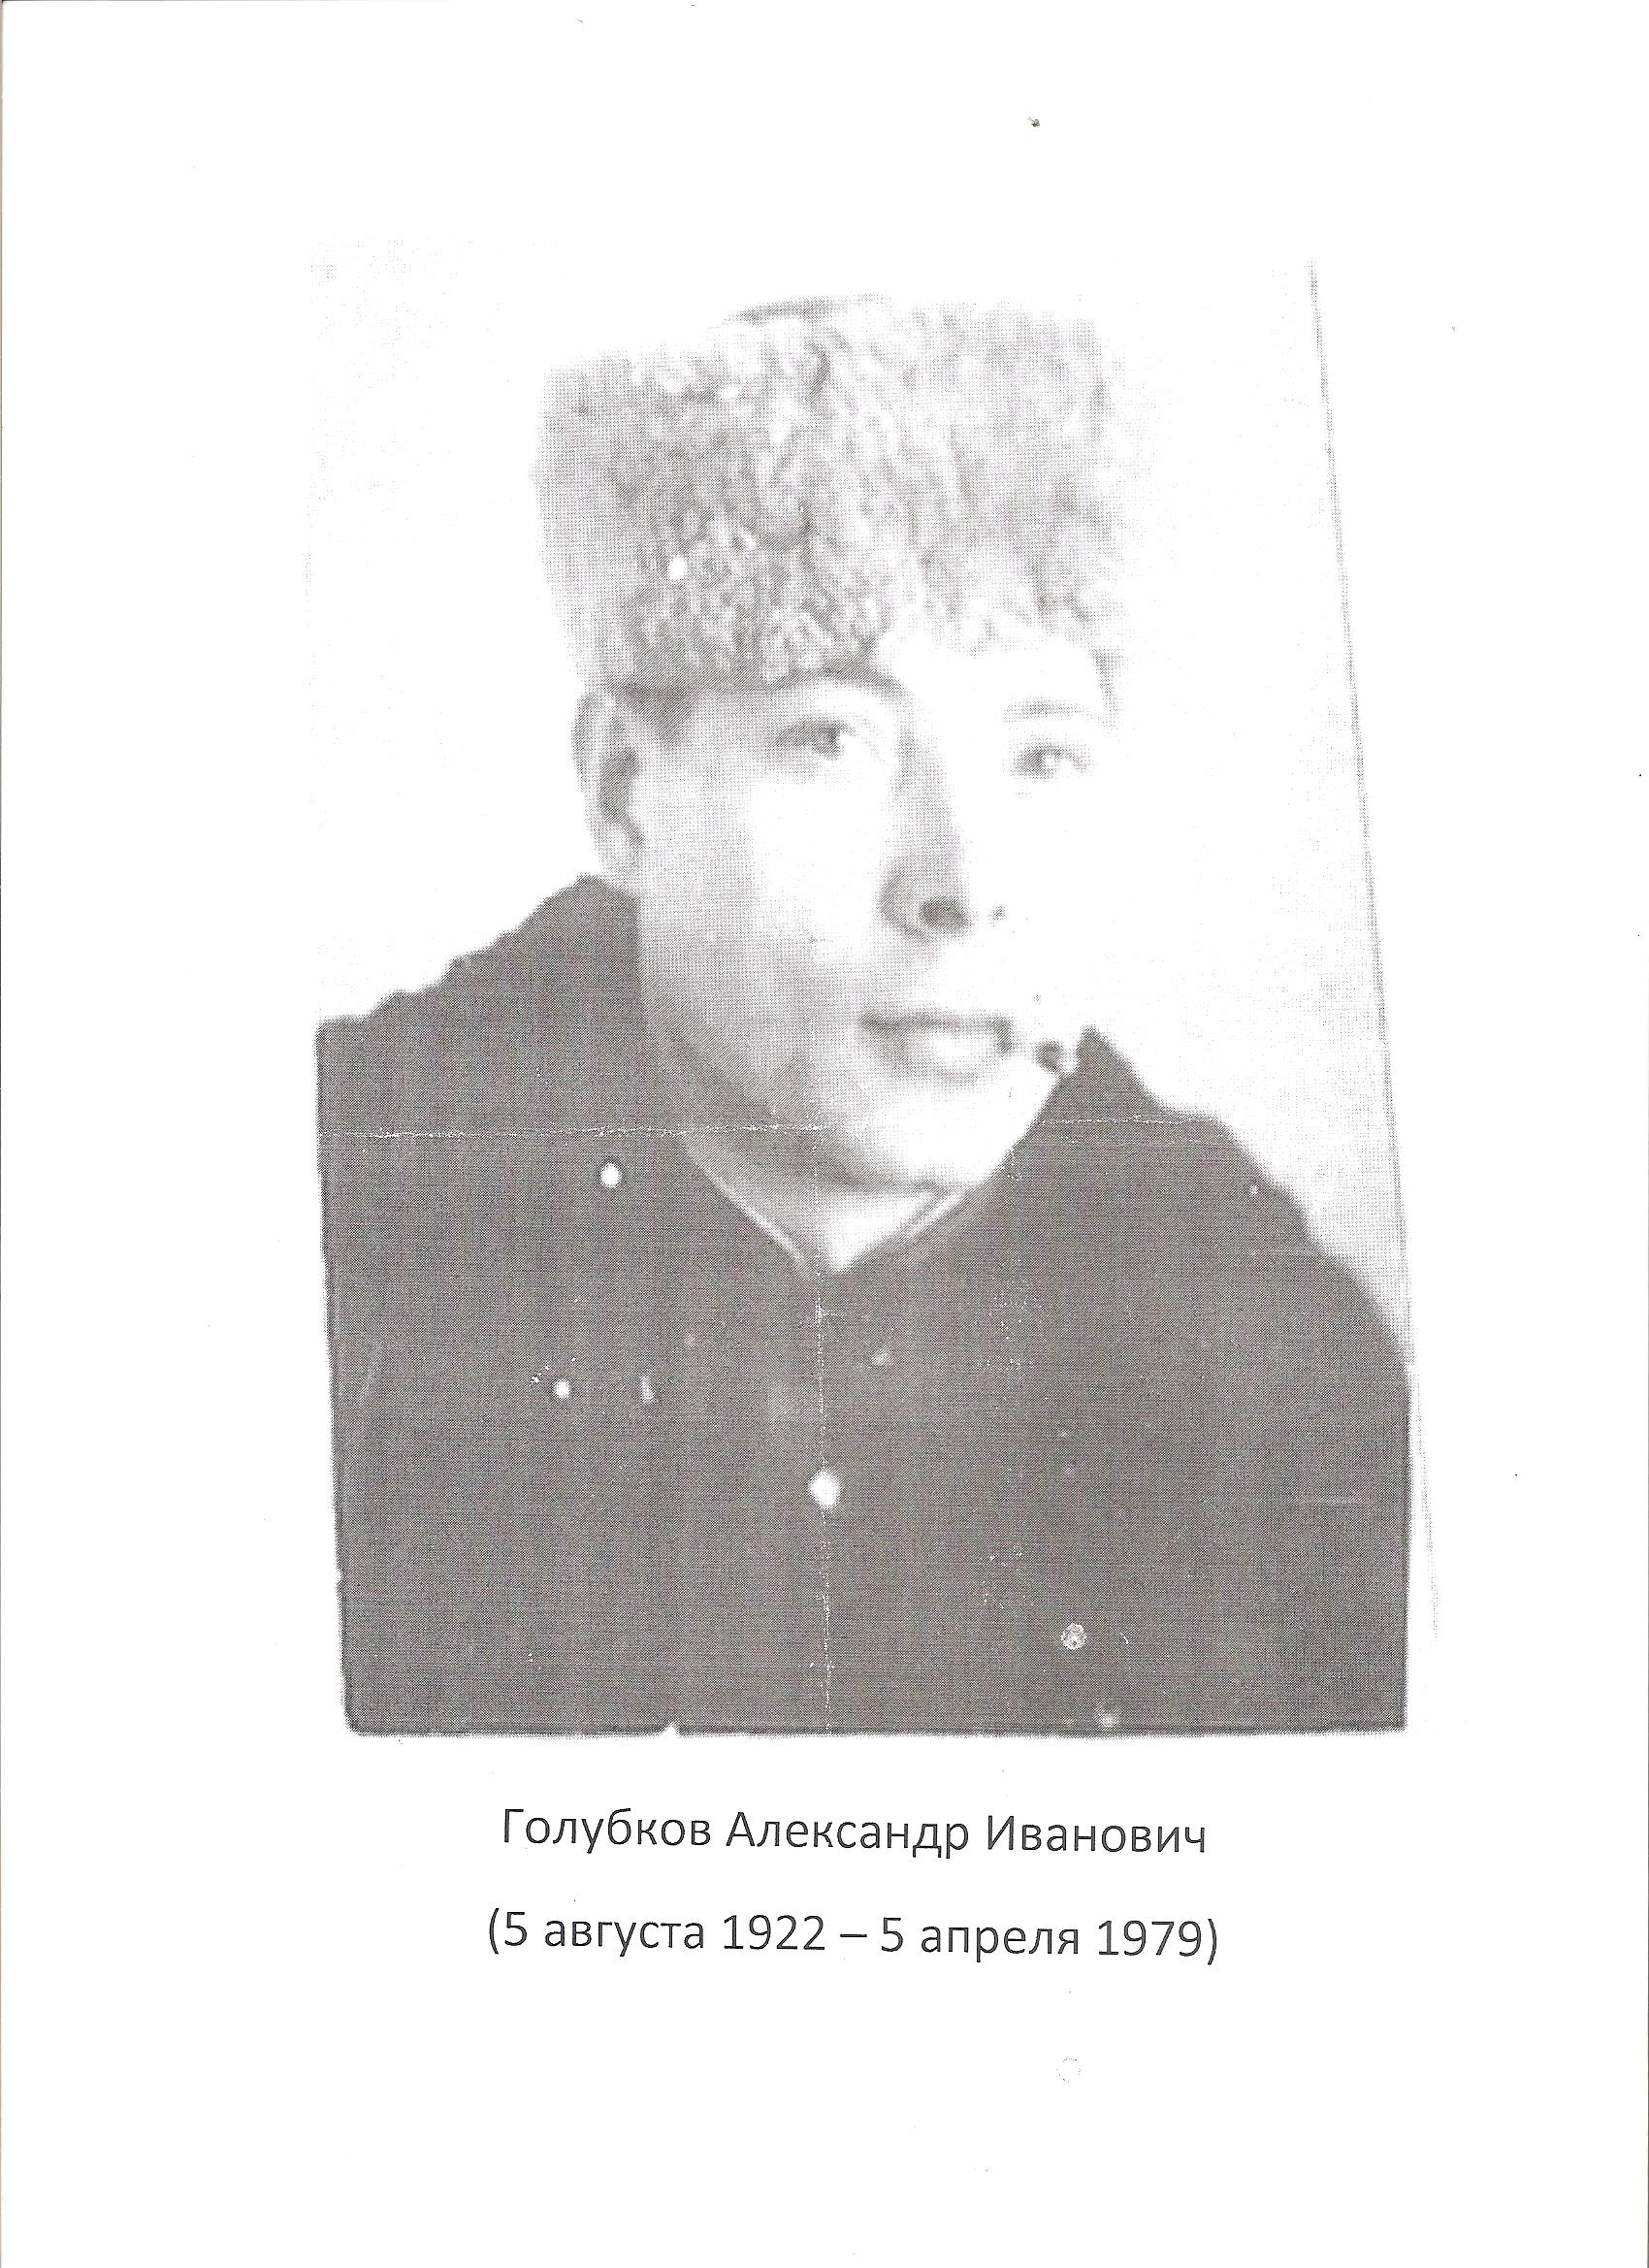 Голубков Александр Иванович
(5 августа 1922 – 5 апреля 1979)